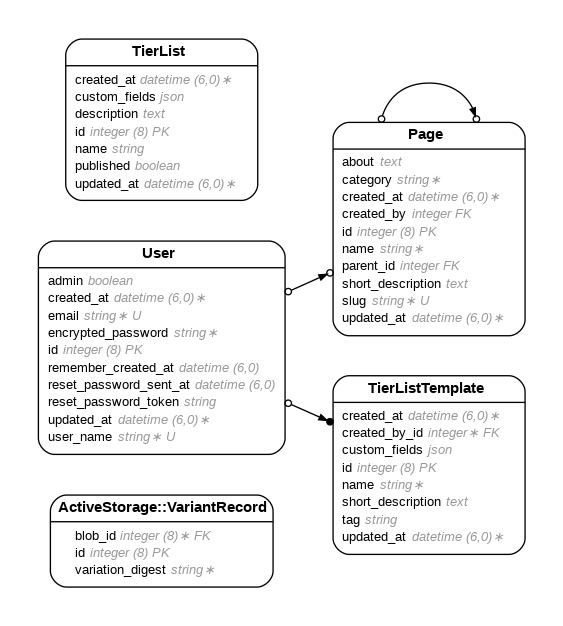 TierList
created_at datetime (6,0)∗
custom_fields json
description text
id integer (8) PK
name string
published boolean
updated_at datetime (6,0)∗
Page
about text
category string∗
created_at datetime (6,0)∗
created_by integer FK
id integer (8) PK
name string∗
parent_id integer FK
short_description text
slug string∗ U
updated_at datetime (6,0)∗
User
admin boolean
created_at datetime (6,0)∗
email string∗ U
encrypted_password string∗
id integer (8) PK
remember_created_at datetime (6,0)
reset_password_sent_at datetime (6,0)
reset_password_token string
updated_at datetime (6,0)∗
user_name string∗ U
TierListTemplate
created_at datetime (6,0)∗
created_by_id integer∗ FK
custom_fields json
id integer (8) PK
name string∗
short_description text
tag string
updated_at datetime (6,0)∗
ActiveStorage::VariantRecord
blob_id integer (8)∗ FK
id integer (8) PK
variation_digest string∗